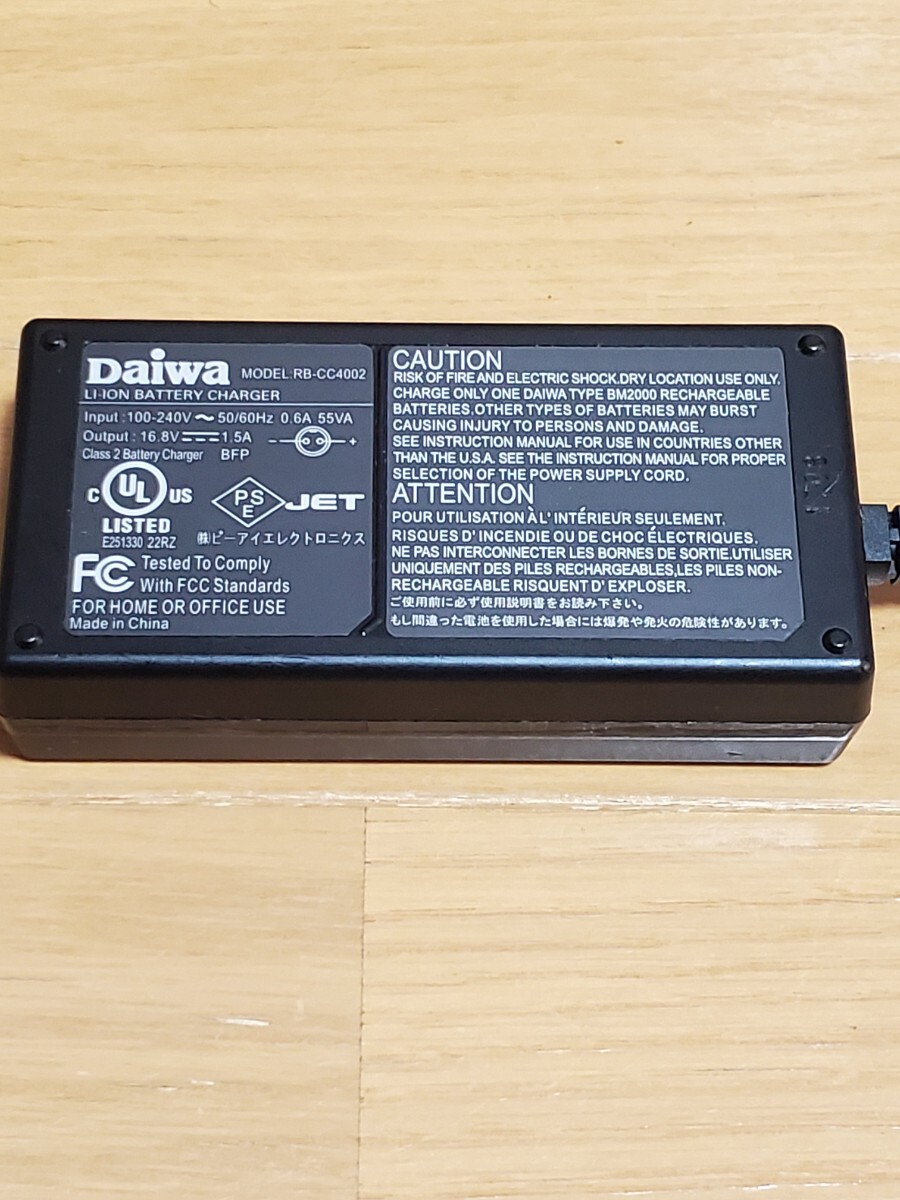 Daiwa MODEL:RB-CC4002
LI-ION BATTERY CHARGER
Input :100-240V～50/60Hz 0.6A 55VA
Output : 16.8V⎓1.5A - +
Class 2 Battery Charger BFP
C UL US
LISTED
E251330 22RZ
PSE JET
㈱ピーアイエレクトロニクス
FCC Tested To Comply
With FCC Standards
FOR HOME OR OFFICE USE
Made in China
CAUTION
RISK OF FIRE AND ELECTRIC SHOCK.DRY LOCATION USE ONLY.
CHARGE ONLY ONE DAIWA TYPE BM2000 RECHARGEABLE
BATTERIES.OTHER TYPES OF BATTERIES MAY BURST
CAUSING INJURY TO PERSONS AND DAMAGE.
SEE INSTRUCTION MANUAL FOR USE IN COUNTRIES OTHER
THAN THE U.S.A. SEE THE INSTRUCTION MANUAL FOR PROPER
SELECTION OF THE POWER SUPPLY CORD.
ATTENTION
POUR UTILISATION À L' INTÉRIEUR SEULEMENT.
RISQUES D' INCENDIE OU DE CHOC ÉLECTRIQUES.
NE PAS INTERCONNECTER LES BORNES DE SORTIE.UTILISER
UNIQUEMENT DES PILES RECHARGEABLES,LES PILES NON-
RECHARGEABLE RISQUENT D' EXPLOSER.
ご使用前に必ず使用説明書をお読み下さい。
もし間違った電池を使用した場合には爆発や発火の危険性があります。